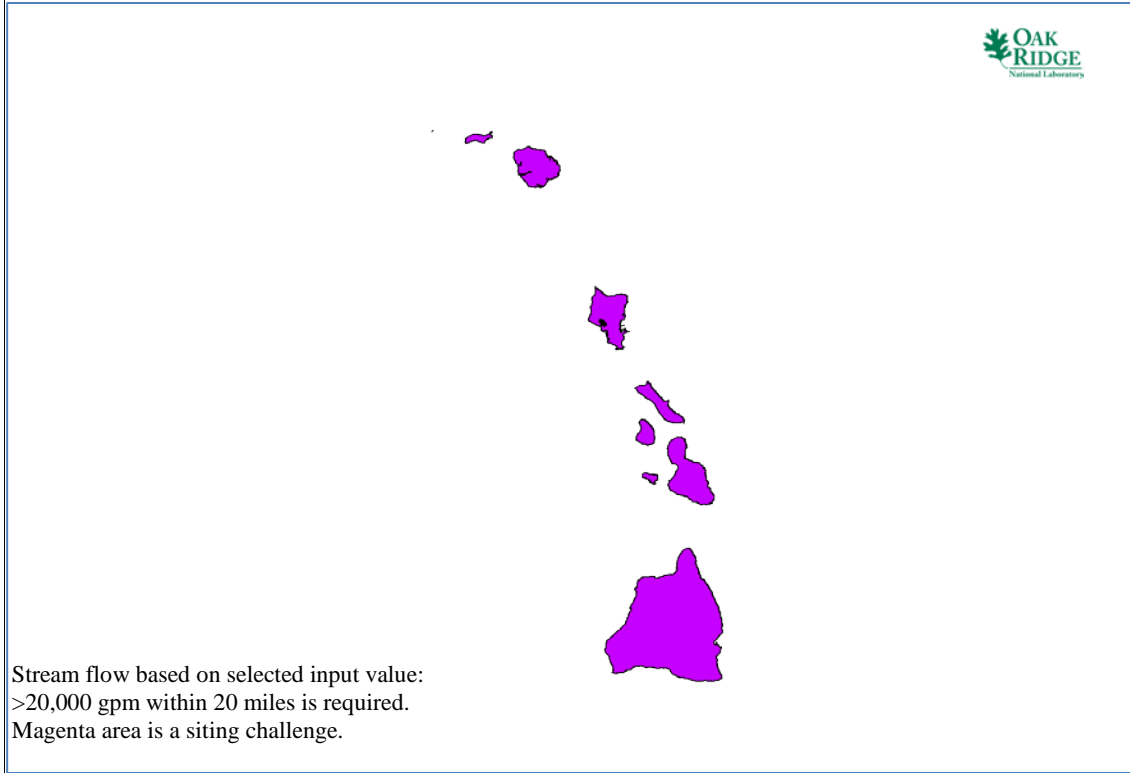 OAK
RIDGE
National Laboratory
Stream flow based on selected input value:
>20,000 gpm within 20 miles is required.
Magenta area is a siting challenge.